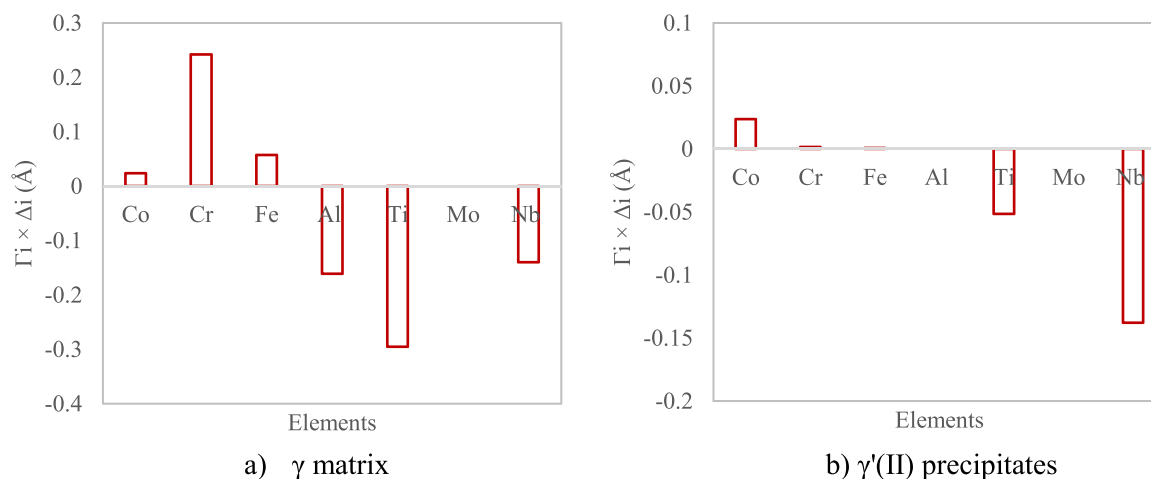 0.3
0.2
0.1
0
-0.1
-0.2
-0.3
-0.4
Γi × Δi (Å)
Co Cr Fe Al Ti Mo Nb
Elements
a) γ matrix
0.1
0.05
0
-0.05
-0.1
-0.15
-0.2
Γi × Δi (Å)
Co Cr Fe Al Ti Mo Nb
Elements
b) γ'(II) precipitates